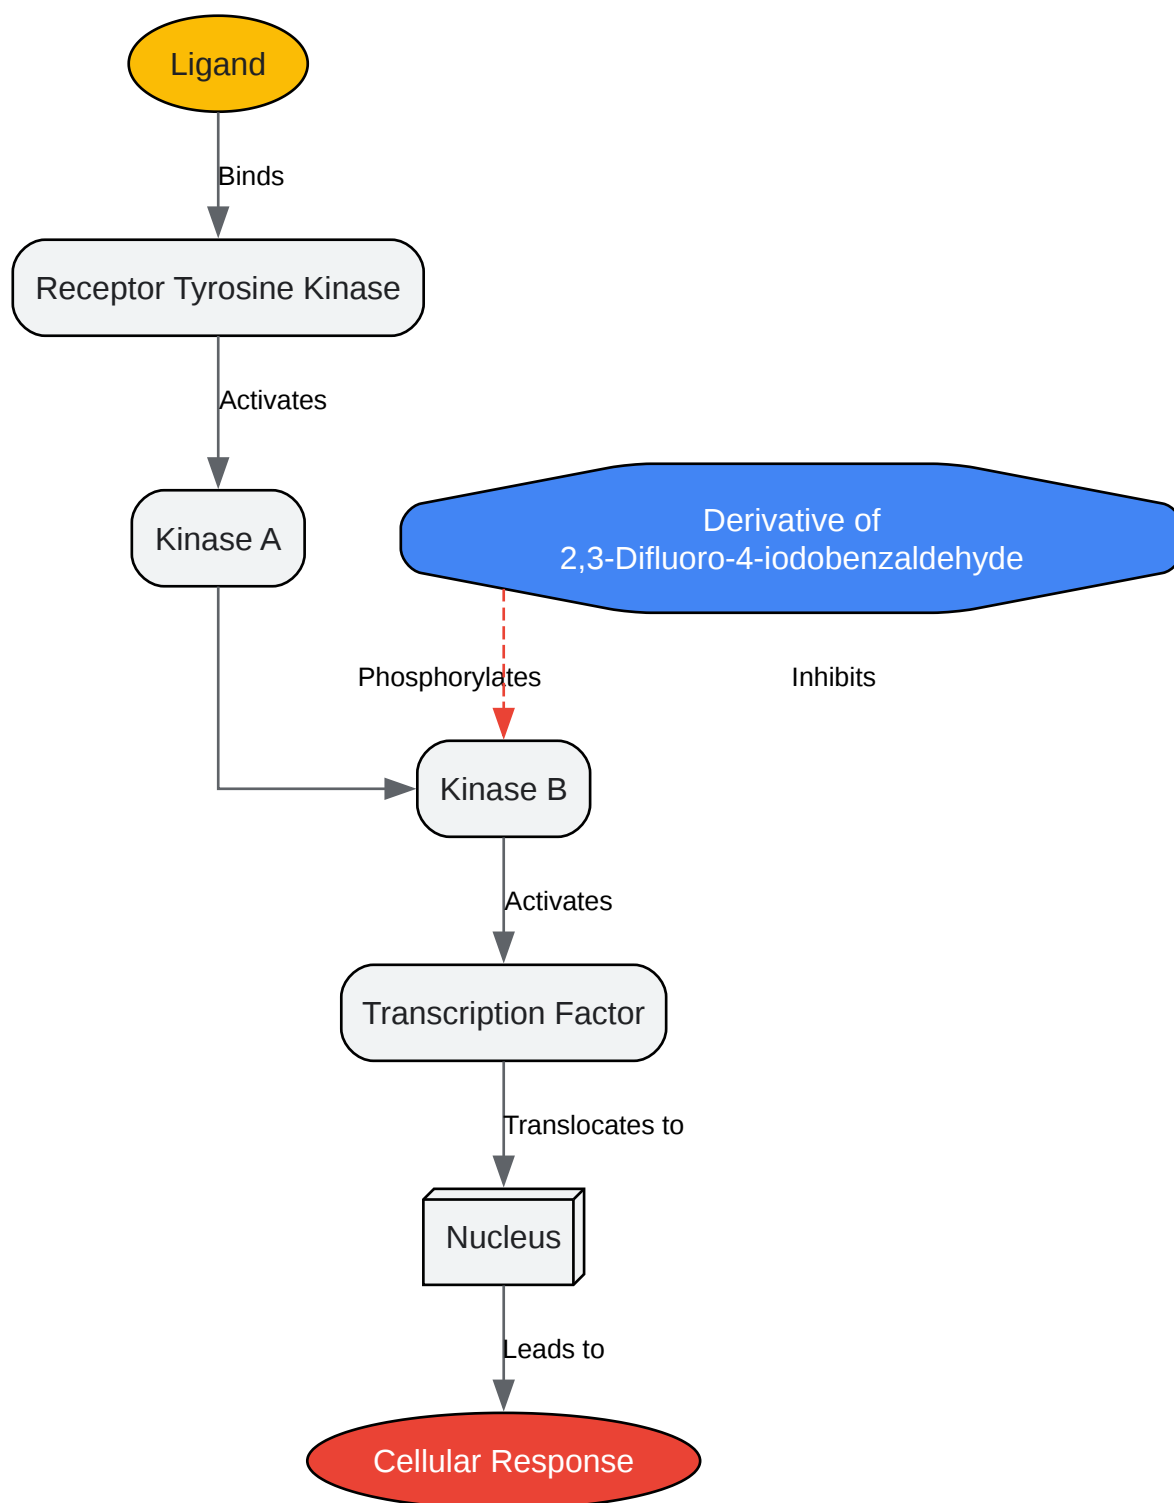 Ligand
Binds
Receptor Tyrosine Kinase
Activates
Kinase A
Derivative of
2,3-Difluoro-4-iodobenzaldehyde
Phosphorylates
Inhibits
Kinase B
Activates
Transcription Factor
Translocates to
Nucleus
Leads to
Cellular Response